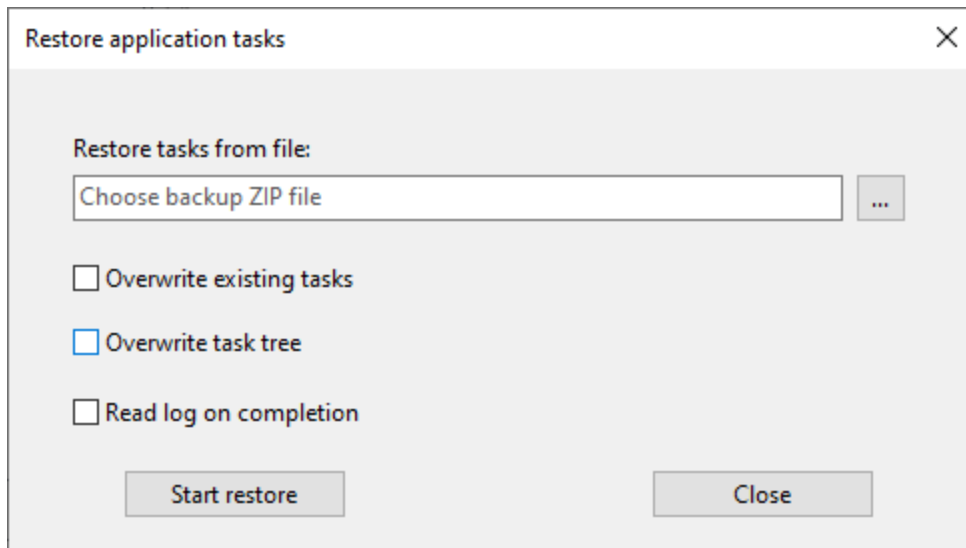 Restore application tasks
Restore tasks from file:
Choose backup ZIP file
...
Overwrite existing tasks
Overwrite task tree
Read log on completion
Start restore
Close